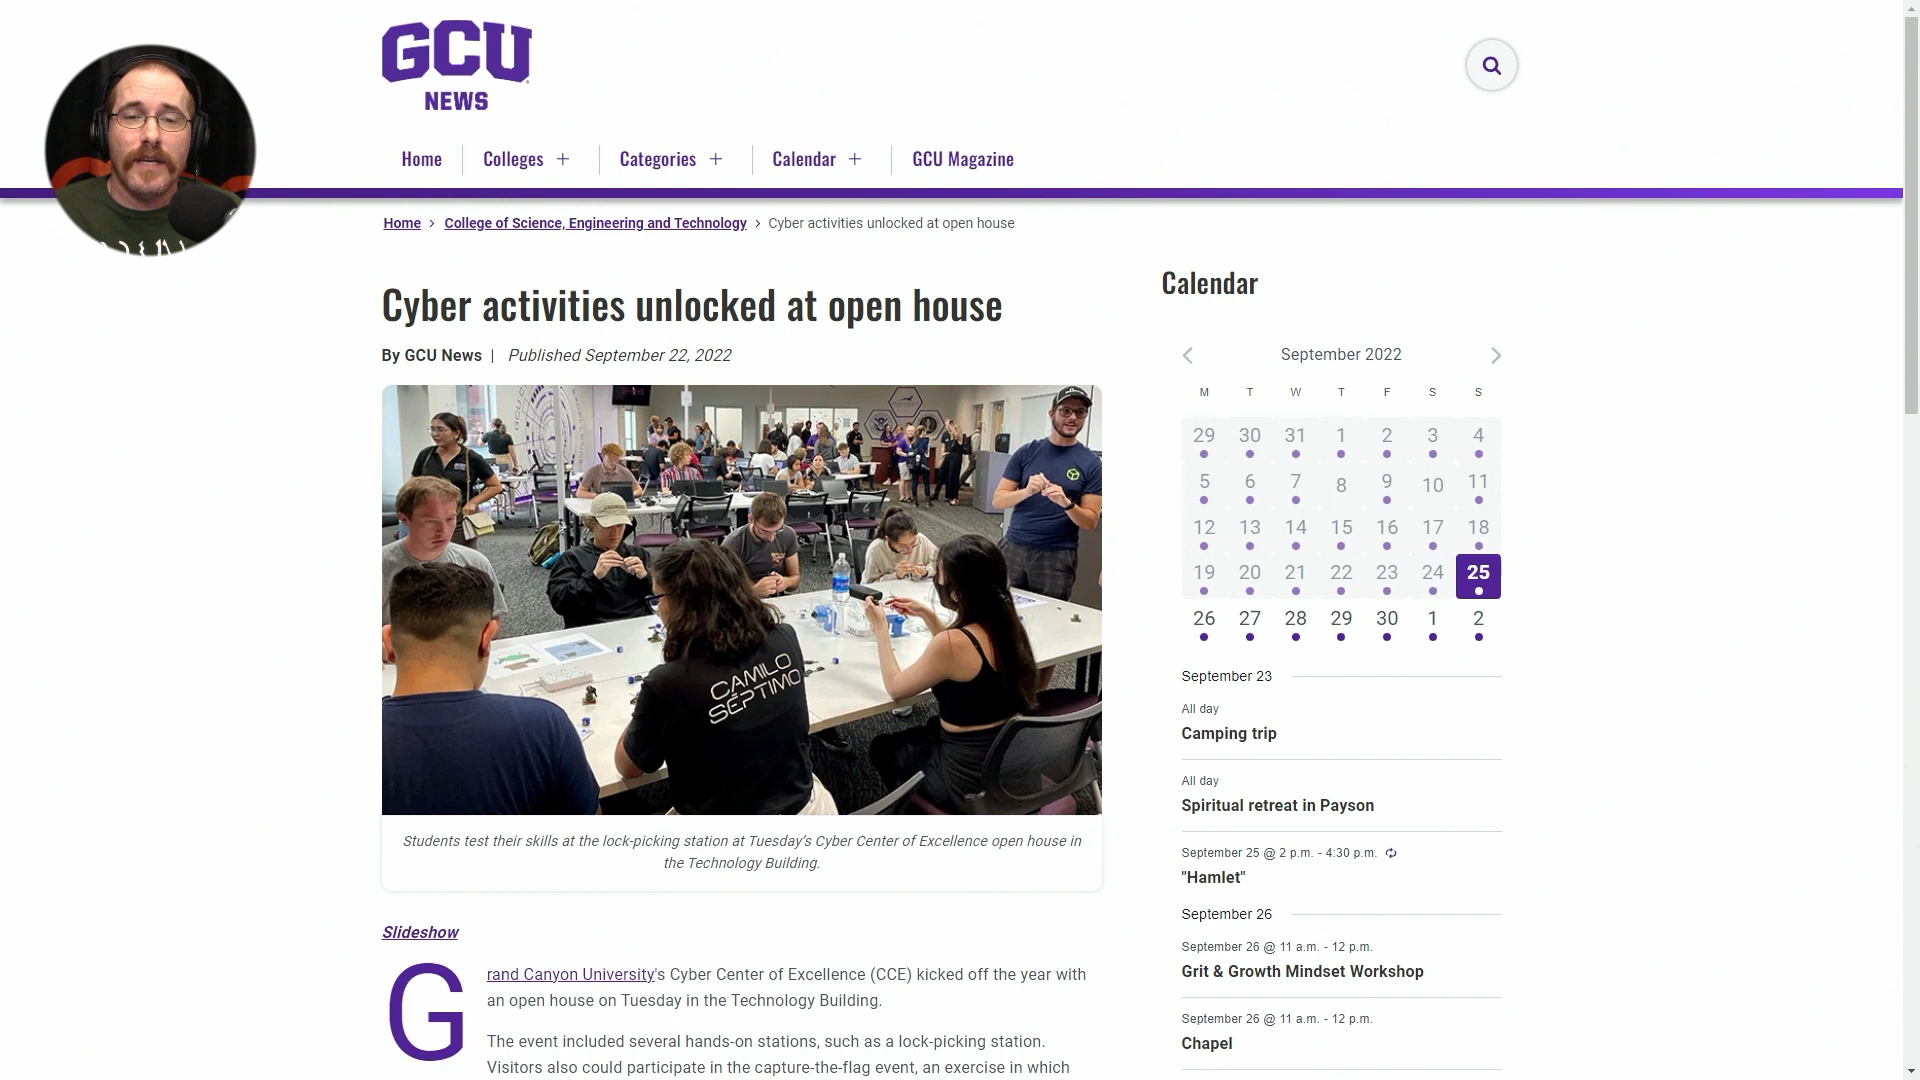 GCU
NEWS
Home
Colleges +
Categories +
Calendar +
GCU Magazine
Home > College of Science, Engineering and Technology > Cyber activities unlocked at open house
Cyber activities unlocked at open house
By GCU News | Published September 22, 2022
CAMILO
SÉPTIMO
Students test their skills at the lock-picking station at Tuesday's Cyber Center of Excellence open house in
the Technology Building.
Slideshow
Grand Canyon University's Cyber Center of Excellence (CCE) kicked off the year with
an open house on Tuesday in the Technology Building.
The event included several hands-on stations, such as a lock-picking station.
Visitors also could participate in the capture-the-flag event, an exercise in which
Calendar
September 2022
M T W T F S S
29 30 31 1 2 3 4
5 6 7 8 9 10 11
12 13 14 15 16 17 18
19 20 21 22 23 24 25
26 27 28 29 30 1 2
September 23
All day
Camping trip
All day
Spiritual retreat in Payson
September 25 @ 2 p.m. - 4:30 p.m.
"Hamlet"
September 26
September 26 @ 11 a.m. - 12 p.m.
Grit & Growth Mindset Workshop
September 26 @ 11 a.m. - 12 p.m.
Chapel